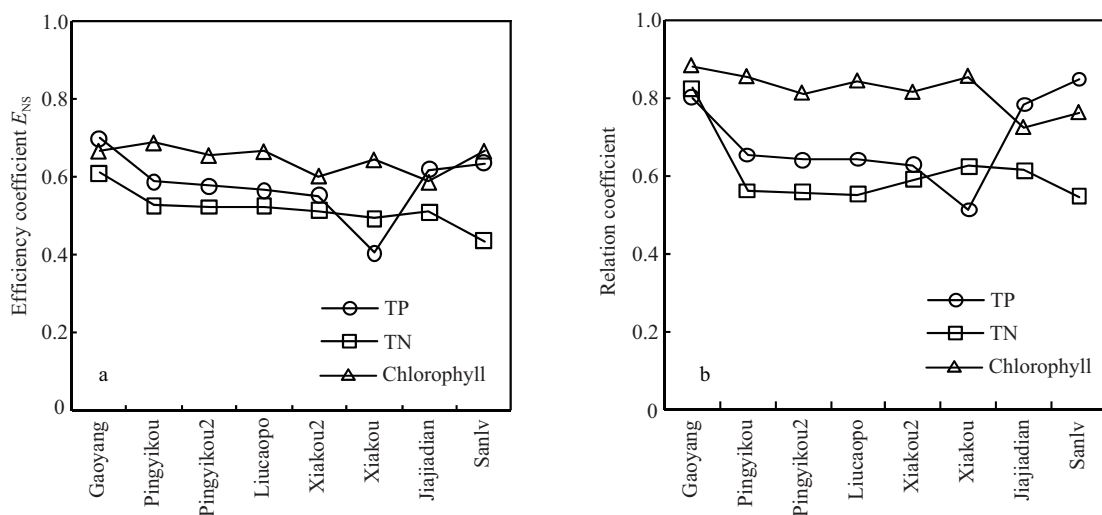 1.0
0.8
0.6
0.4
0.2
0
Efficiency coefficient E_NS
TP
TN
Chlorophyll
a
Gaoyang
Pingyikou
Pingyikou2
Liucaopo
Xiakou2
Xiakou
Jiajiadian
Sanlv
1.0
0.8
0.6
0.4
0.2
0
Relation coefficient
TP
TN
Chlorophyll
b
Gaoyang
Pingyikou
Pingyikou2
Liucaopo
Xiakou2
Xiakou
Jiajiadian
Sanlv